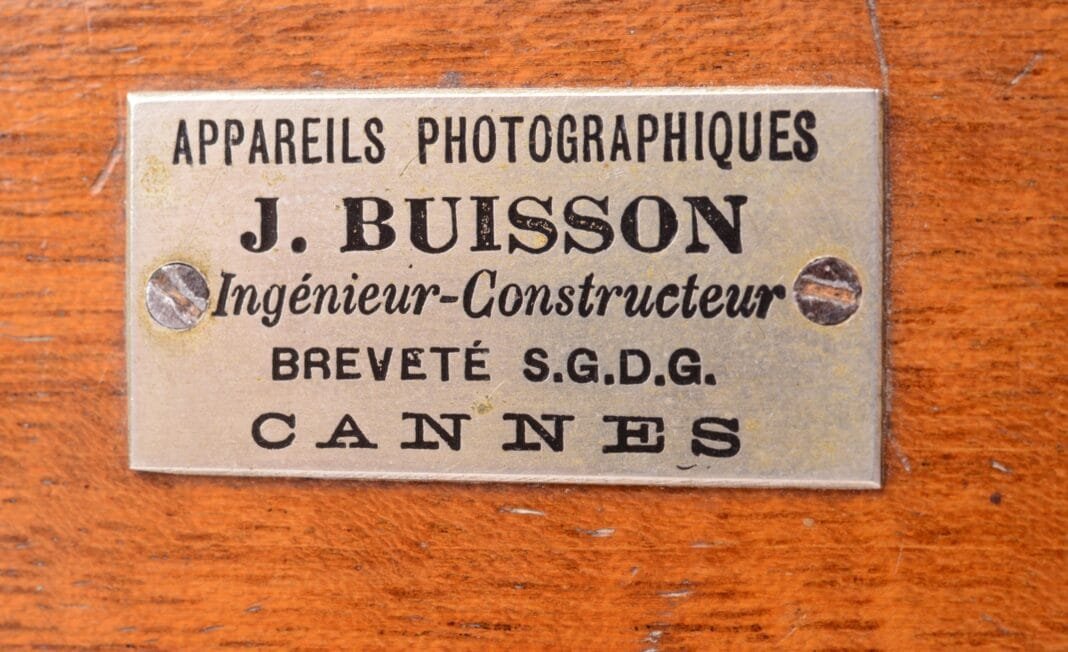 APPAREILS PHOTOGRAPHIQUES
J. BUISSON
Ingénieur-Constructeur
BREVETÉ S.G.D.G.
CANNES